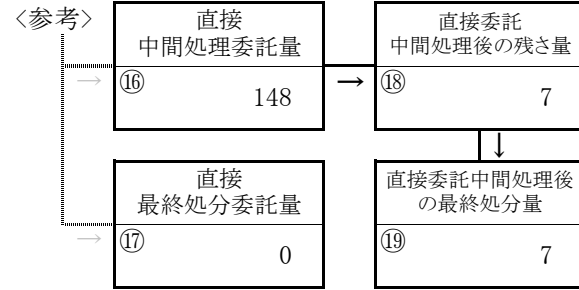 〈参考〉
直接
中間処理委託量
→
⑯
148
→
直接委託
中間処理後の残さ量
⑱
7
↓
直接
最終処分委託量
→
⑰
0
直接委託中間処理後
の最終処分量
⑲
7